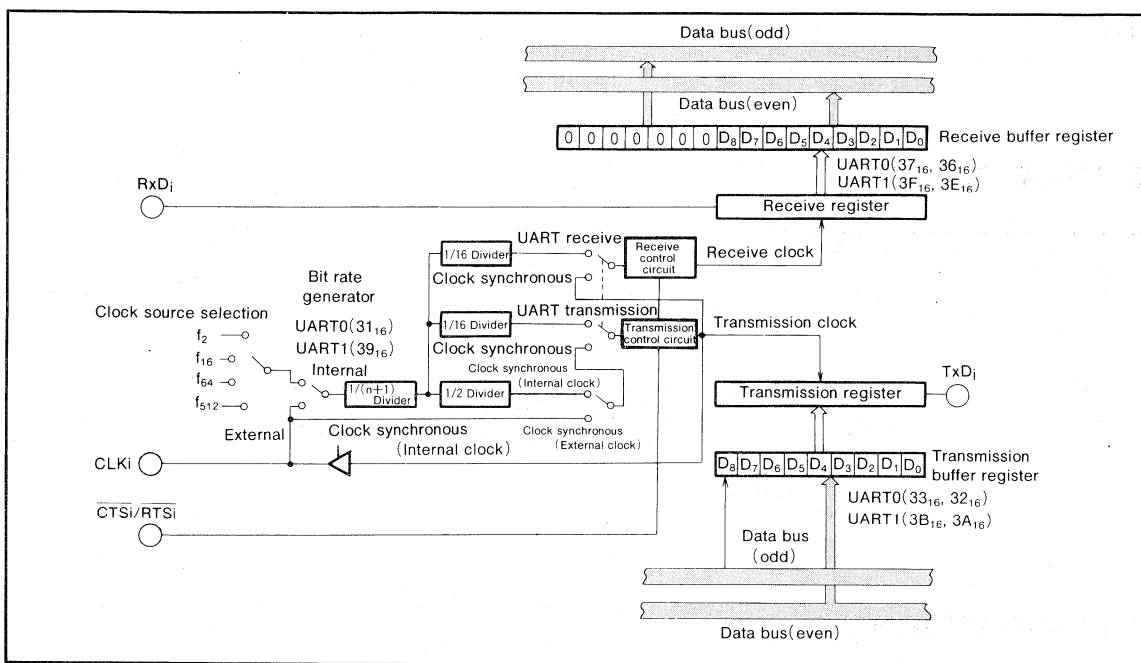 Data bus(odd)
Data bus(even)
0 0 0 0 0 0 0 D₈ D₇ D₆ D₅ D₄ D₃ D₂ D₁ D₀
Receive buffer register
UART0(37₁₆, 36₁₆)
UART1(3F₁₆, 3E₁₆)
RxDᵢ
Receive register
UART receive
1/16 Divider
Receive
control
circuit
Receive clock
Clock synchronous
Bit rate
generator
UART0(31₁₆)
UART1(39₁₆)
Clock source selection
f₂
f₁₆
f₆₄
f₅₁₂
Internal
External
1/(n+1)
Divider
UART transmission
1/16 Divider
Transmission
control circuit
Transmission clock
Clock synchronous
Clock synchronous
(Internal clock)
1/2 Divider
Clock synchronous
(External clock)
Clock synchronous
(Internal clock)
TxDᵢ
Transmission register
CLKi
D₈ D₇ D₆ D₅ D₄ D₃ D₂ D₁ D₀
Transmission
buffer register
UART0(33₁₆, 32₁₆)
UART1(3B₁₆, 3A₁₆)
CTSi/RTSi
Data bus
(odd)
Data bus(even)